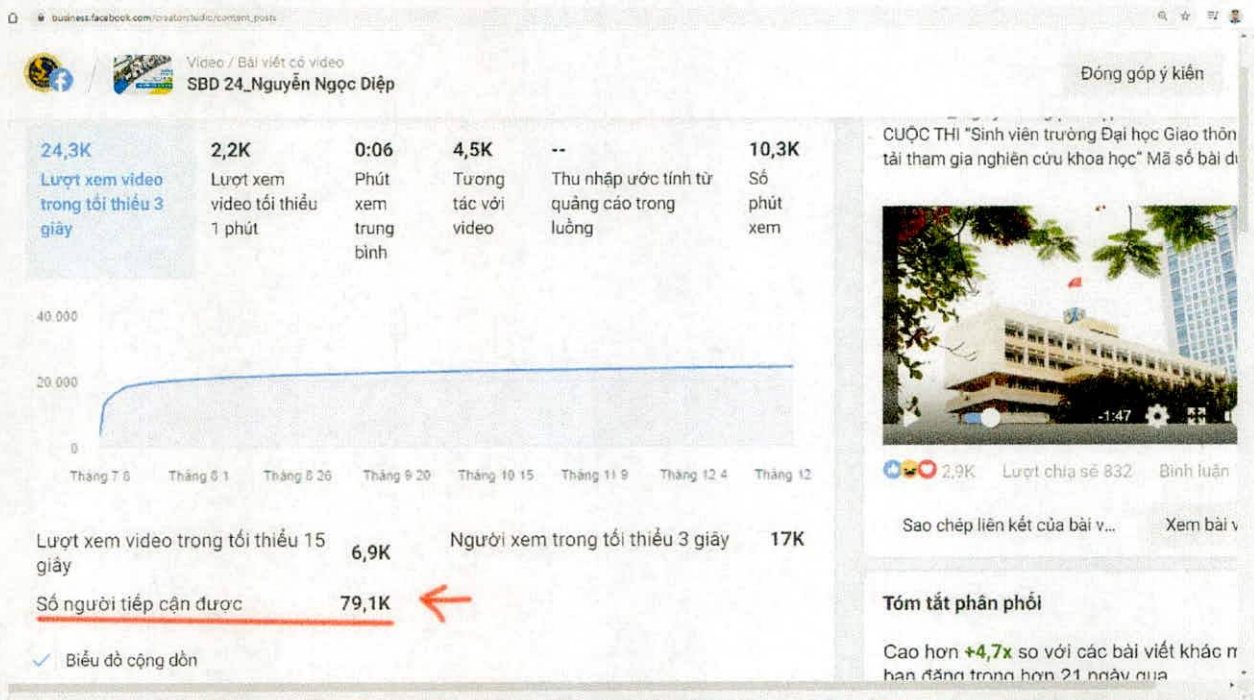 business.facebook.com/creatorstudio/content_posts
Video / Bài viết có video
SBD 24_Nguyễn Ngọc Diệp
Đóng góp ý kiến
24,3K
Lượt xem video
trong tối thiểu 3
giây
2,2K
Lượt xem
video tối thiểu
1 phút
0:06
Phút
xem
trung
bình
4,5K
Tương
tác với
video
--
Thu nhập ước tính từ
quảng cáo trong
luồng
10,3K
Số
phút
xem
40.000
20.000
0
Tháng 7 8
Tháng 8 1
Tháng 8 26
Tháng 9 20
Tháng 10 15
Tháng 11 9
Tháng 12 4
Tháng 12
Lượt xem video trong tối thiểu 15
giây
6,9K
Người xem trong tối thiểu 3 giây
17K
Số người tiếp cận được
79,1K
Biểu đồ cộng dồn
CUỘC THI "Sinh viên trường Đại học Giao thôn
tải tham gia nghiên cứu khoa học" Mã số bài d
-1:47
2,9K
Lượt chia sẻ 832
Bình luận
Sao chép liên kết của bài v...
Xem bài v
Tóm tắt phân phối
Cao hơn +4,7x so với các bài viết khác m
bạn đăng trong hơn 21 ngày qua